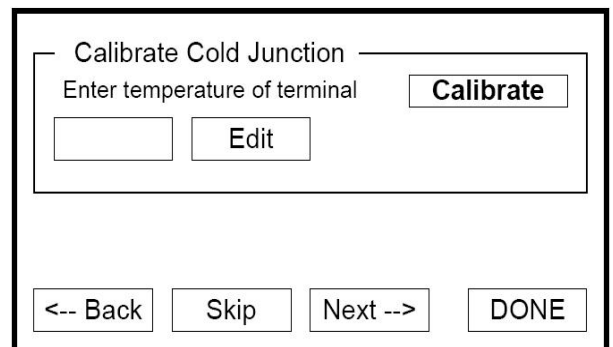 Calibrate Cold Junction
Enter temperature of terminal
Calibrate
Edit
<-- Back
Skip
Next -->
DONE